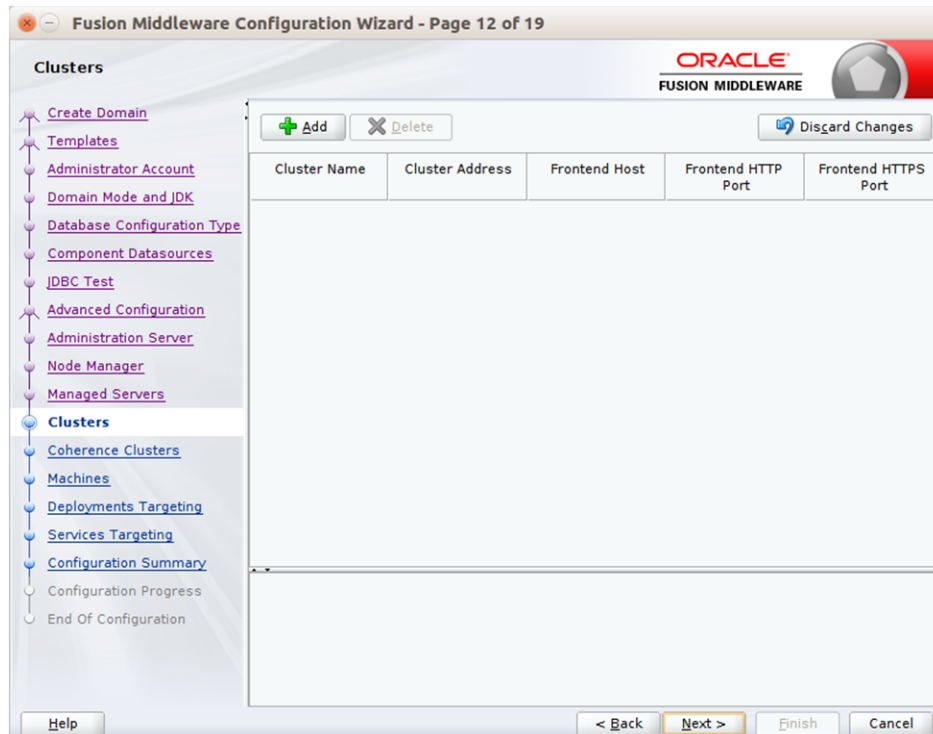 Fusion Middleware Configuration Wizard - Page 12 of 19
Clusters
ORACLE
FUSION MIDDLEWARE
Create Domain
Templates
Administrator Account
Domain Mode and JDK
Database Configuration Type
Component Datasources
JDBC Test
Advanced Configuration
Administration Server
Node Manager
Managed Servers
Clusters
Coherence Clusters
Machines
Deployments Targeting
Services Targeting
Configuration Summary
Configuration Progress
End Of Configuration
Add Delete Discard Changes
Cluster Name Cluster Address Frontend Host Frontend HTTP Port Frontend HTTPS Port
Help < Back Next > Finish Cancel